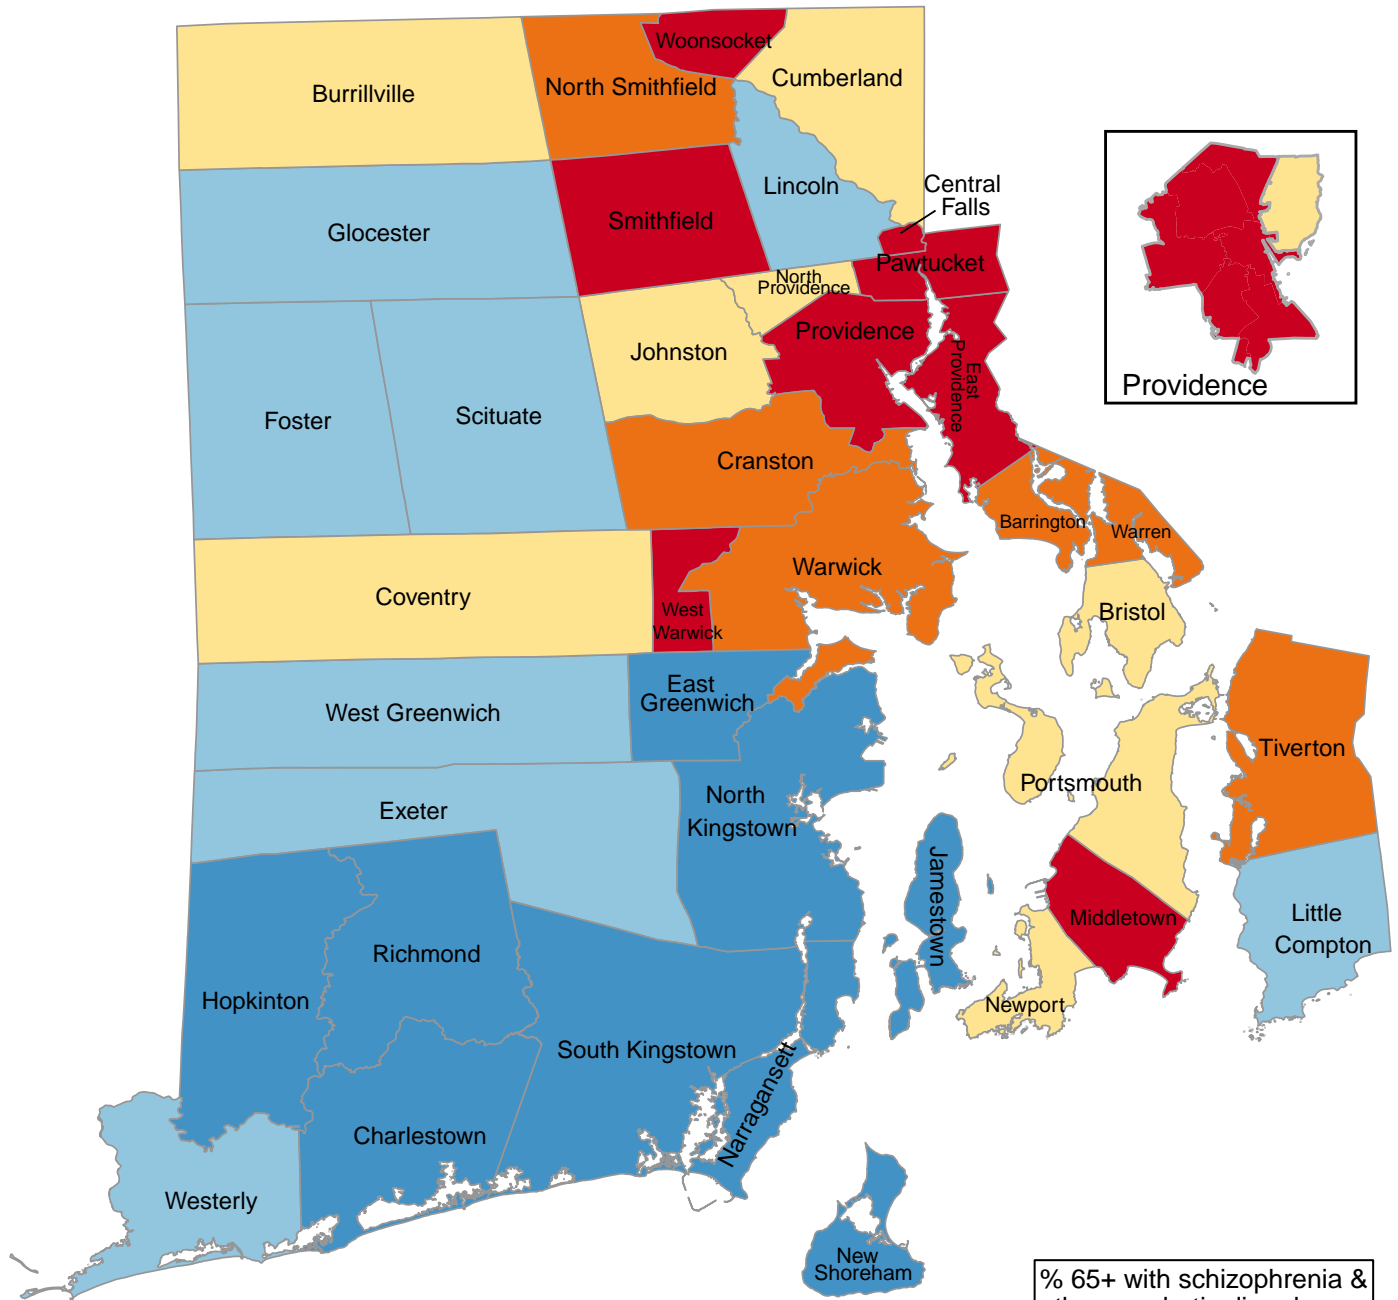 Woonsocket
Cumberland
North Smithfield
Burrillville
Lincoln
Central
Falls
Smithfield
Glocester
Pawtucket
North
Providence
Providence
Johnston
East
Providence
Foster
Scituate
Cranston
Barrington
Warren
Warwick
Coventry
West
Warwick
Bristol
East
Greenwich
West Greenwich
Tiverton
Portsmouth
North
Kingstown
Exeter
Jamestown
Middletown
Little
Compton
Richmond
Hopkinton
Newport
South Kingstown
Narragansett
Charlestown
Westerly
New
Shoreham
Providence
% 65+ with schizophrenia &